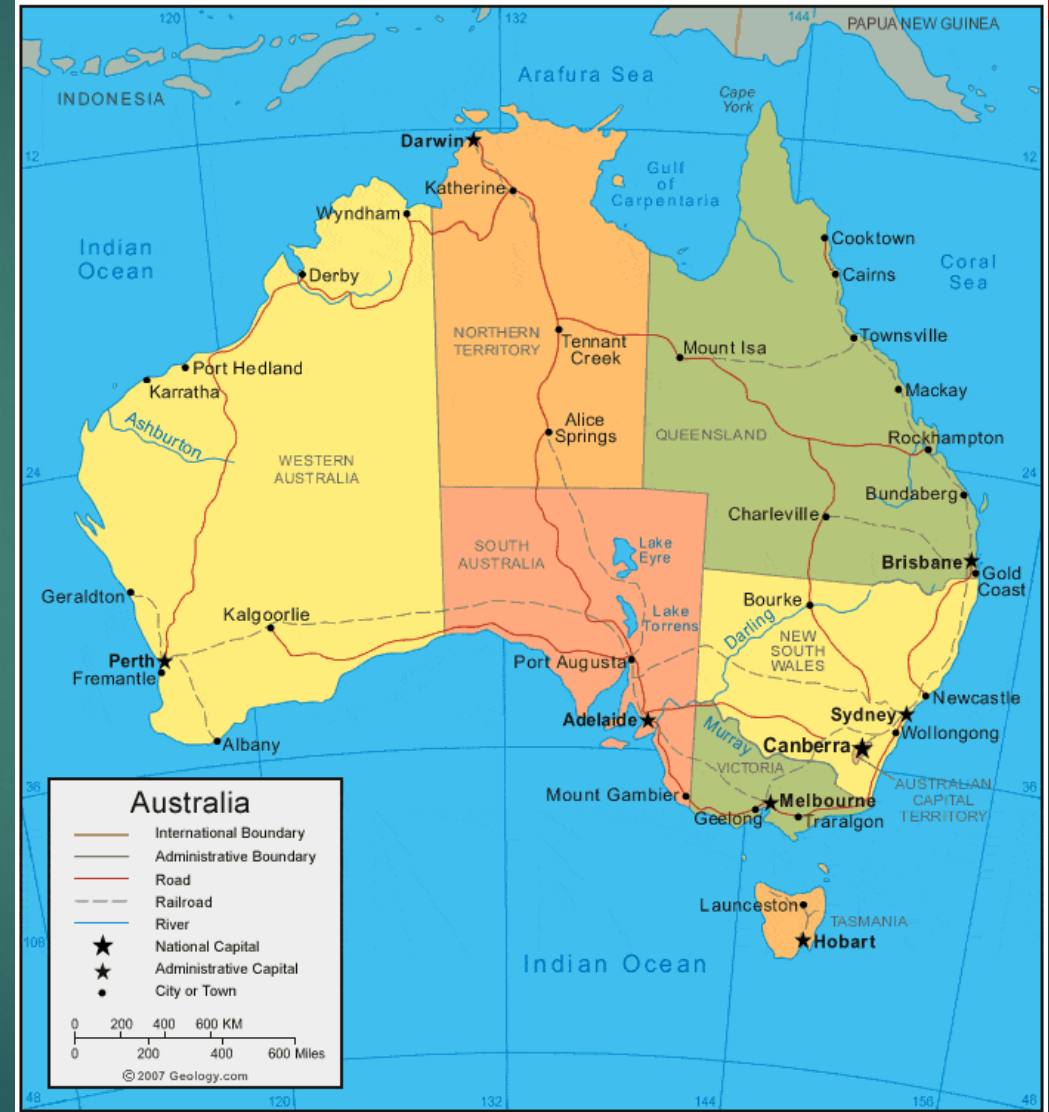 120
132
144
PAPUA NEW GUINEA
INDONESIA
Arafura Sea
Cape
York
12
12
Darwin
Gulf
of
Carpentaria
Katherine
Wyndham
Indian
Ocean
Cooktown
Coral
Sea
Derby
Cairns
NORTHERN
TERRITORY
Townsville
Tennant
Creek
Mount Isa
Port Hedland
Karratha
Mackay
Ashburton
Alice
Springs
QUEENSLAND
Rockhampton
WESTERN
AUSTRALIA
24
24
Bundaberg
Charleville
SOUTH
AUSTRALIA
Lake
Eyre
Brisbane
Gold
Coast
Geraldton
Kalgoorlie
Bourke
Lake
Torrens
Darling
NEW
SOUTH
WALES
Perth
Fremantle
Port Augusta
Newcastle
Adelaide
Sydney
Wollongong
Albany
Murray
Canberra
VICTORIA
36
36
AUSTRALIAN
CAPITAL
TERRITORY
Mount Gambier
Melbourne
Geelong
Traralgon
Launceston
TASMANIA
Hobart
Indian Ocean
108
Australia
International Boundary
Administrative Boundary
Road
Railroad
River
National Capital
Administrative Capital
City or Town
0 200 400 600 KM
0 200 400 600 Miles
©2007 Geology.com
48
120
132
144
156
48